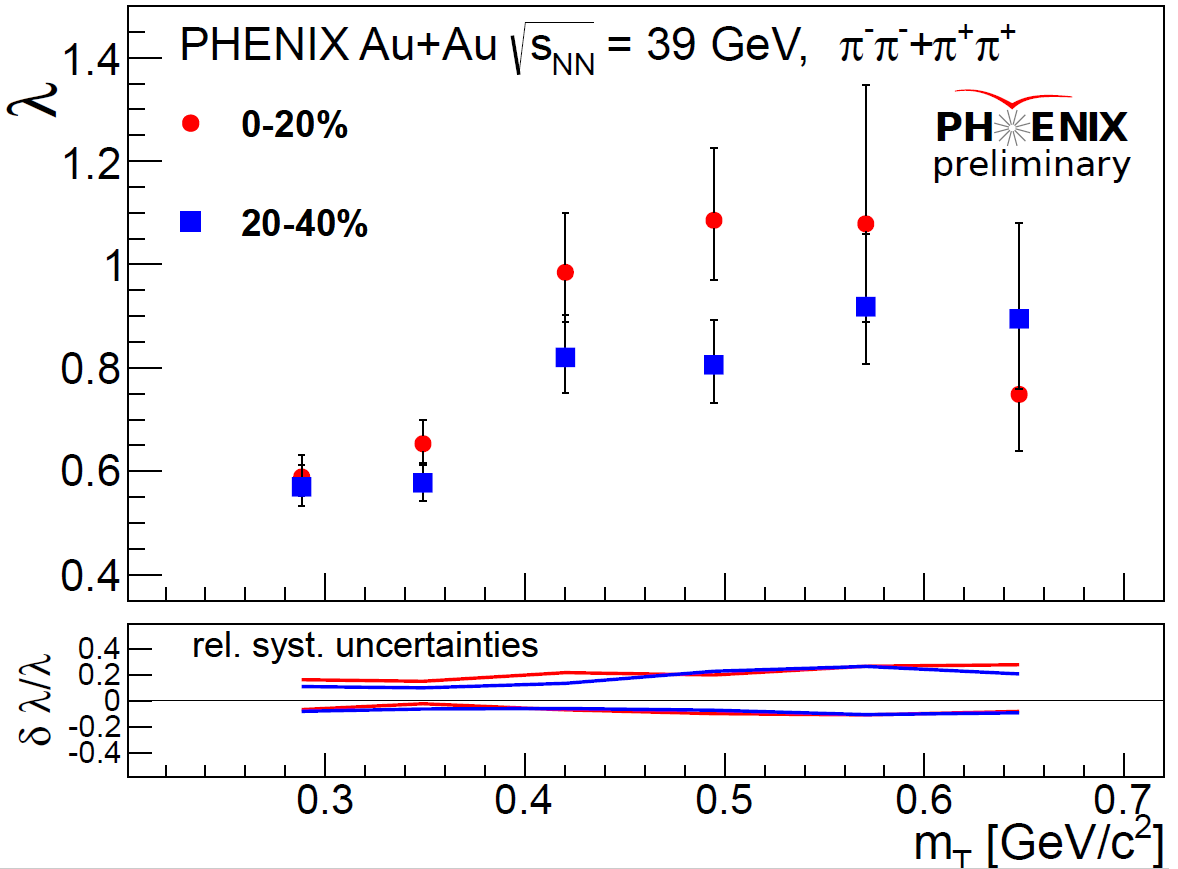 PHENIX Au+Au √sNN = 39 GeV, π-π-+π+π+
λ
0-20%
20-40%
PHENIX
preliminary
1.4
1.2
1
0.8
0.6
0.4
rel. syst. uncertainties
δ λ/λ
0.4
0.2
0
-0.2
-0.4
0.3 0.4 0.5 0.6 0.7
mT [GeV/c2]